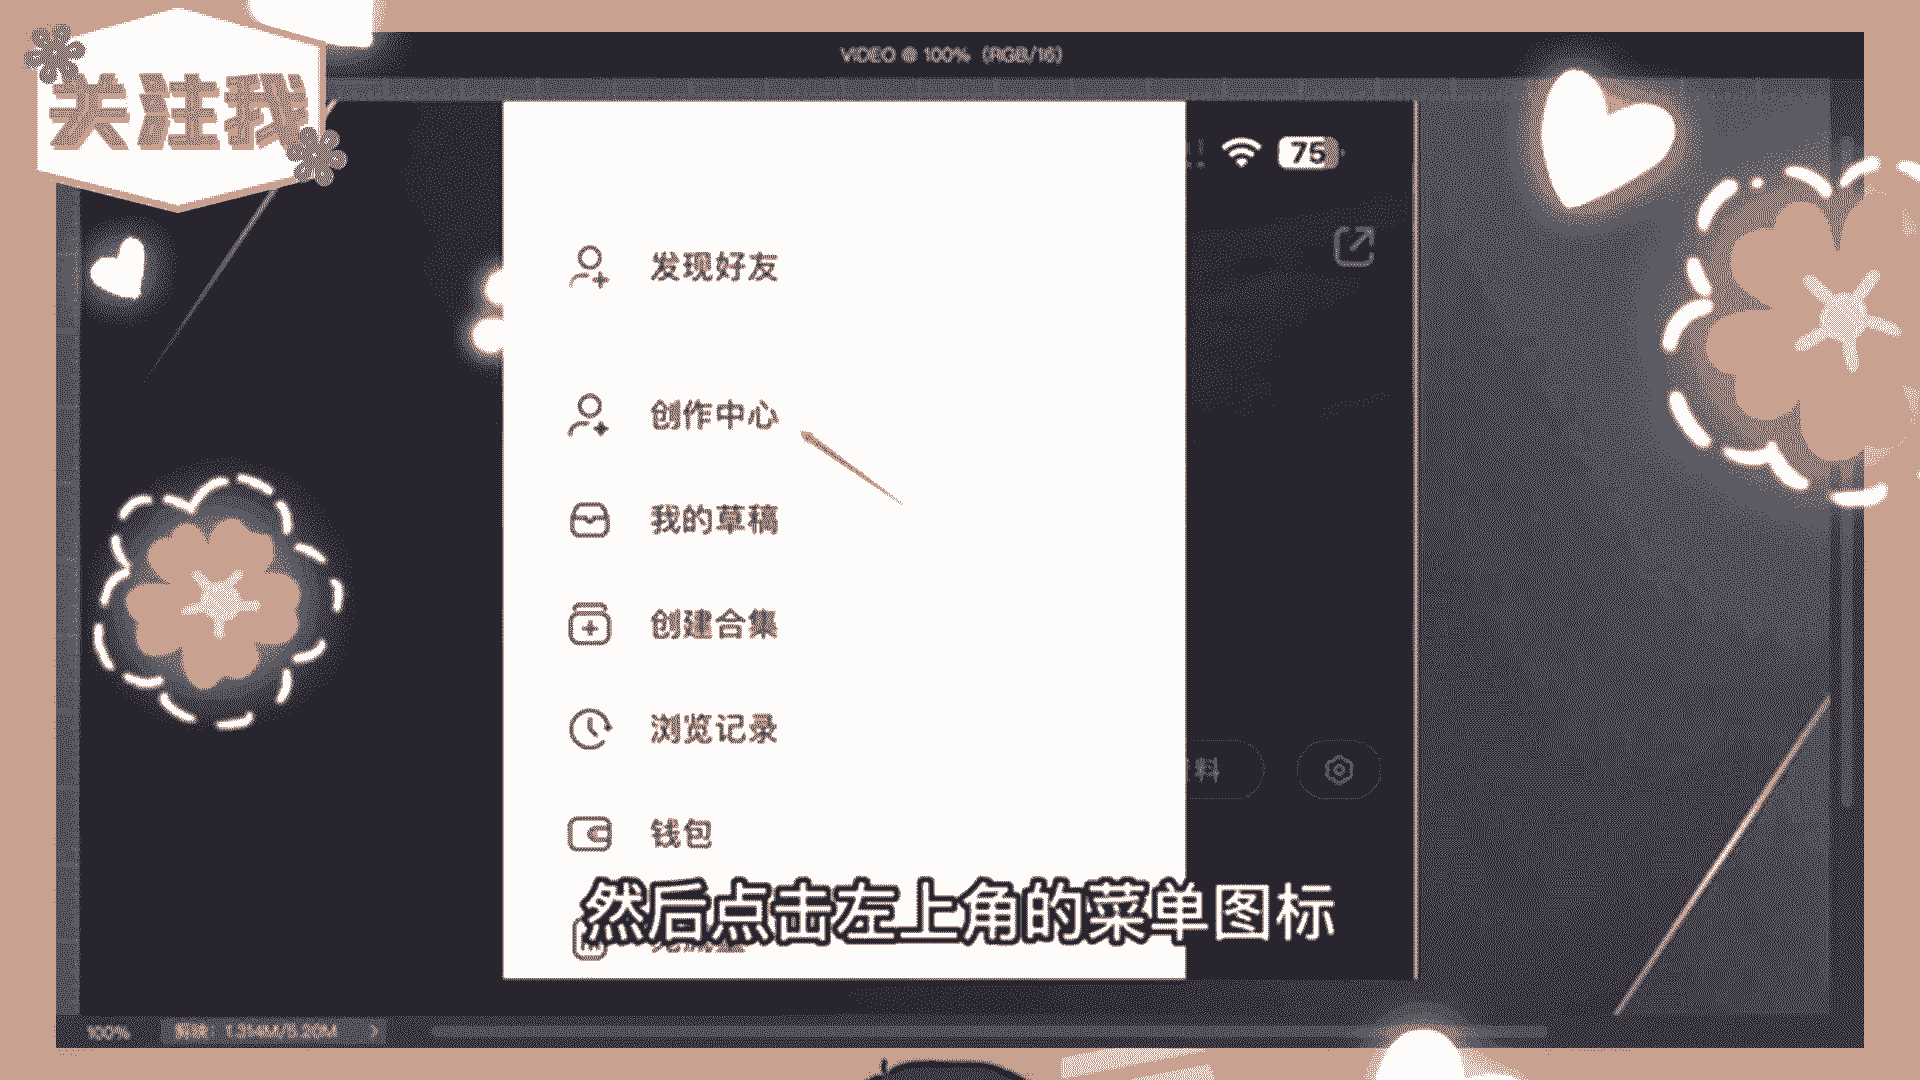 VIDEO @ 100% (RGB/16)
关注我
75
发现好友
创作中心
我的草稿
创建合集
浏览记录
料
钱包
然后点击左上角的菜单图标
100%